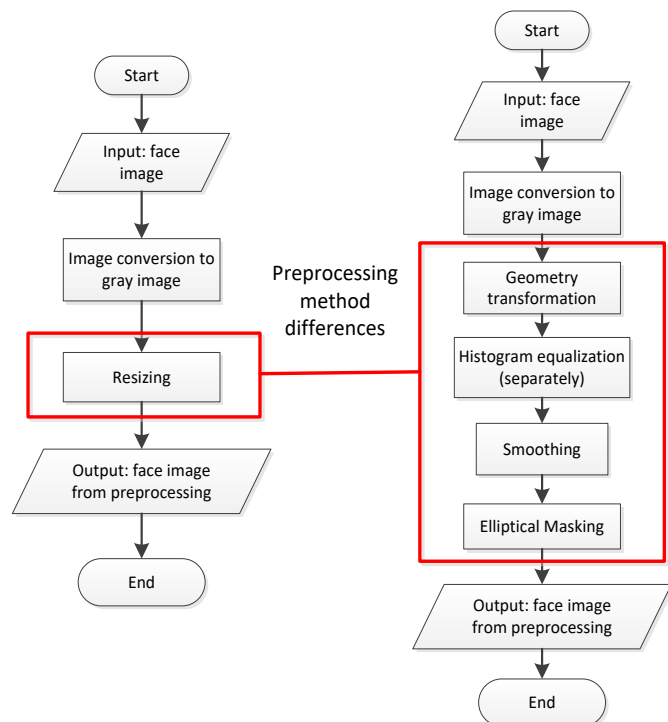 Start
Input: face
image
Image conversion to
gray image
Resizing
Output: face image
from preprocessing
End
Preprocessing
method
differences
Start
Input: face
image
Image conversion to
gray image
Geometry
transformation
Histogram equalization
(separately)
Smoothing
Elliptical Masking
Output: face image
from preprocessing
End